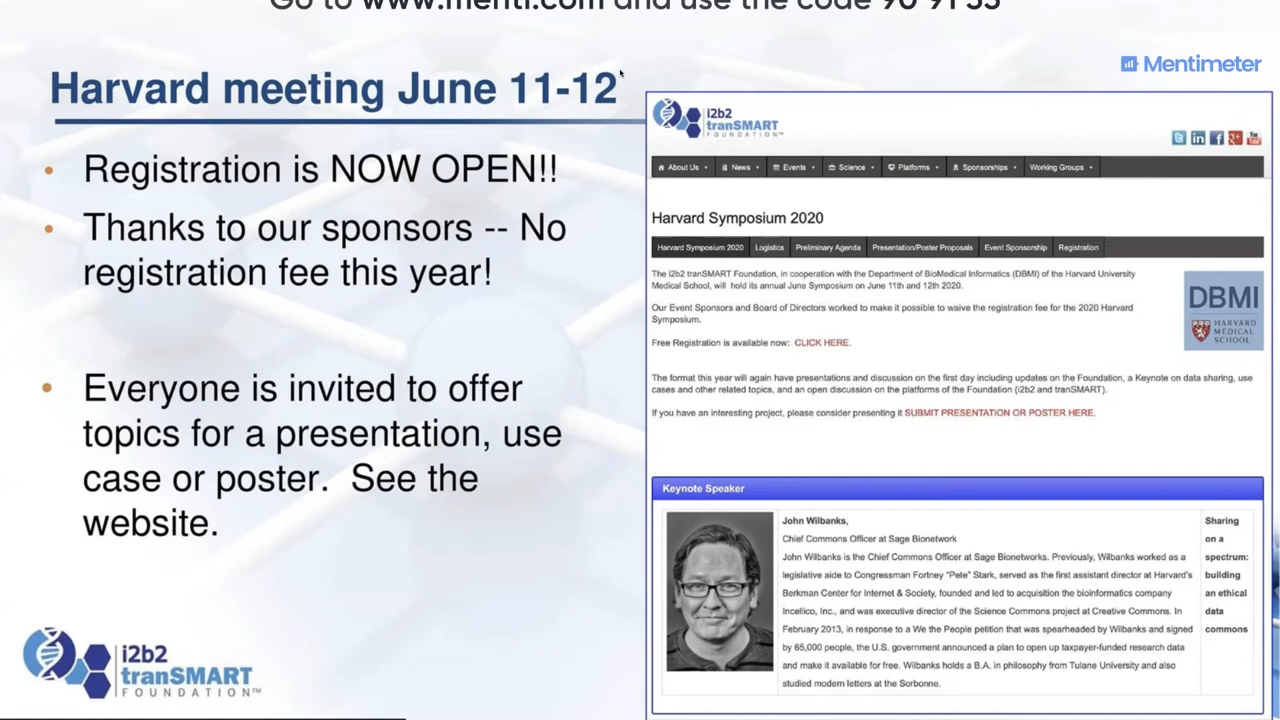 Go to www.menti.com and use the code 90 91 55
Mentimeter
Harvard meeting June 11-12
• Registration is NOW OPEN!!
• Thanks to our sponsors -- No
registration fee this year!
• Everyone is invited to offer
topics for a presentation, use
case or poster. See the
website.
i2b2
tranSMART
FOUNDATION™
i2b2
tranSMART
FOUNDATION™
About Us News Events Science Platforms Sponsorships Working Groups
Harvard Symposium 2020
Harvard Symposium 2020 Logistics Preliminary Agenda Presentation/Poster Proposals Event Sponsorship Registration
The i2b2 tranSMART Foundation, in cooperation with the Department of BioMedical Informatics (DBMI) of the Harvard University
Medical School, will hold its annual June Symposium on June 11th and 12th 2020.
Our Event Sponsors and Board of Directors worked to make it possible to waive the registration fee for the 2020 Harvard
Symposium.
Free Registration is available now: CLICK HERE.
DBMI
HARVARD
MEDICAL
SCHOOL
The format this year will again have presentations and discussion on the first day including updates on the Foundation, a Keynote on data sharing, use
cases and other related topics, and an open discussion on the platforms of the Foundation (i2b2 and tranSMART).
If you have an interesting project, please consider presenting it SUBMIT PRESENTATION OR POSTER HERE.
Keynote Speaker
John Wilbanks,
Chief Commons Officer at Sage Bionetwork
John Wilbanks is the Chief Commons Officer at Sage Bionetworks. Previously, Wilbanks worked as a
legislative aide to Congressman Fortney "Pete" Stark, served as the first assistant director at Harvard's
Berkman Center for Internet & Society, founded and led to acquisition the bioinformatics company
Incellico, Inc., and was executive director of the Science Commons project at Creative Commons. In
February 2013, in response to a We the People petition that was spearheaded by Wilbanks and signed
by 65,000 people, the U.S. government announced a plan to open up taxpayer-funded research data
and make it available for free. Wilbanks holds a B.A. in philosophy from Tulane University and also
studied modern letters at the Sorbonne.
Sharing
on a
spectrum:
building
an ethical
data
commons